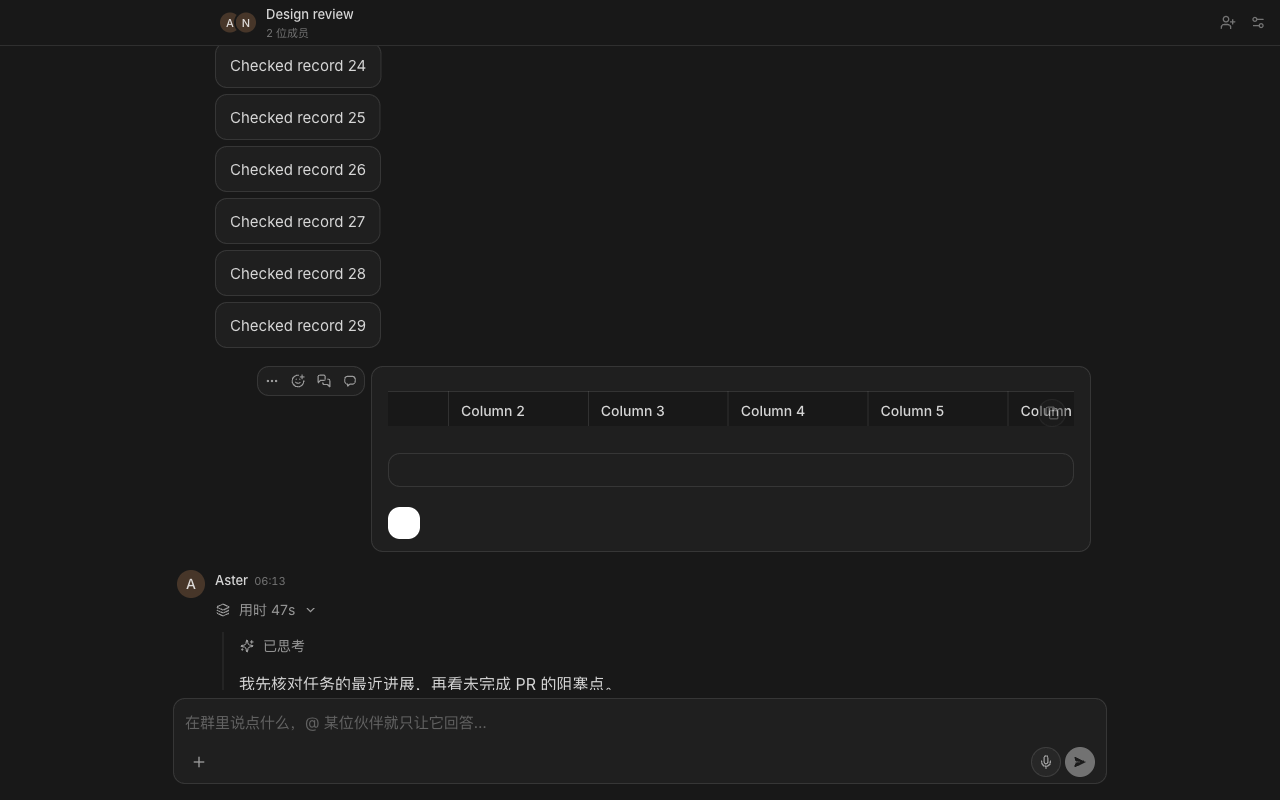 A N Design review
2 位成员
Checked record 24
Checked record 25
Checked record 26
Checked record 27
Checked record 28
Checked record 29
Column 2 Column 3 Column 4 Column 5 Column
A Aster 06:13
用时 47s
已思考
我先核对任务的最近进展，再看未完成 PR 的阻塞点。
在群里说点什么，@ 某位伙伴就只让它回答...